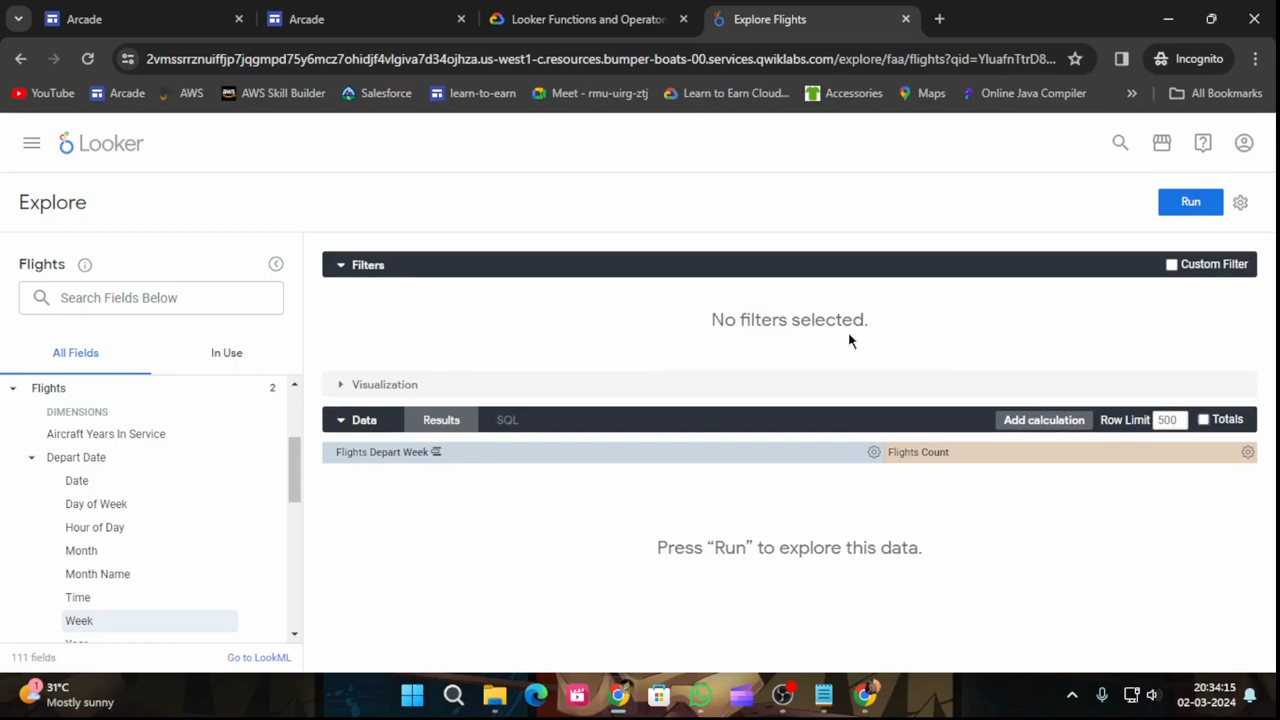 Arcade
Arcade
Looker Functions and Operator
Explore Flights
2vmssrrznuiffjp7jqgmpd75y6mcz7ohidjf4vlgiva7d34ojhza.us-west1-c.resources.bumper-boats-00.services.qwiklabs.com/explore/faa/flights?qid=YluafnTtrD8...
Incognito
YouTube
Arcade
AWS
AWS Skill Builder
Salesforce
learn-to-earn
Meet - rmu-uirg-ztj
Learn to Earn Cloud...
Accessories
Maps
Online Java Compiler
All Bookmarks
Looker
Explore
Run
Flights
Search Fields Below
All Fields
In Use
Flights 2
DIMENSIONS
Aircraft Years In Service
Depart Date
Date
Day of Week
Hour of Day
Month
Month Name
Time
Week
111 fields
Go to LookML
Filters
Custom Filter
No filters selected.
Visualization
Data
Results
SQL
Add calculation
Row Limit 500
Totals
Flights Depart Week
Flights Count
Press “Run” to explore this data.
1
31°C
Mostly sunny
20:34:15
02-03-2024